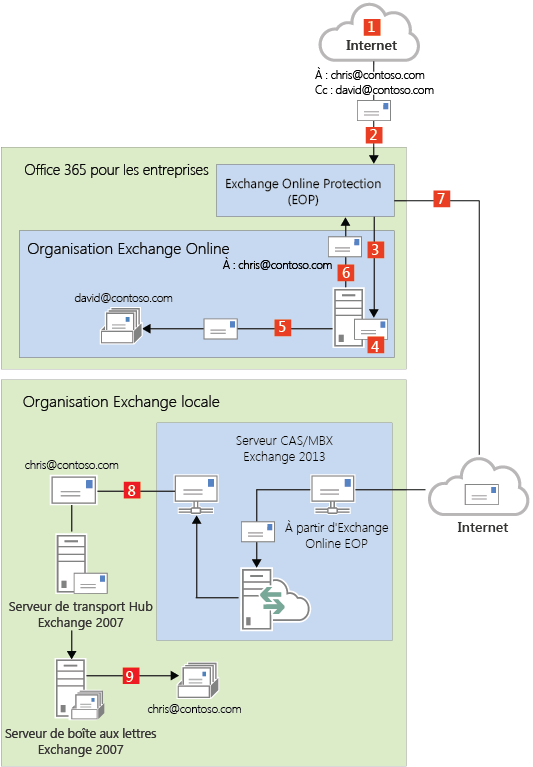 1
Internet
À : chris@contoso.com
Cc : david@contoso.com
2
Office 365 pour les entreprises
Exchange Online Protection
(EOP)
7
Organisation Exchange Online
3
À : chris@contoso.com
6
david@contoso.com
5
4
Organisation Exchange locale
Serveur CAS/MBX
Exchange 2013
chris@contoso.com
8
À partir d'Exchange
Online EOP
Internet
Serveur de transport Hub
Exchange 2007
9
chris@contoso.com
Serveur de boîte aux lettres
Exchange 2007